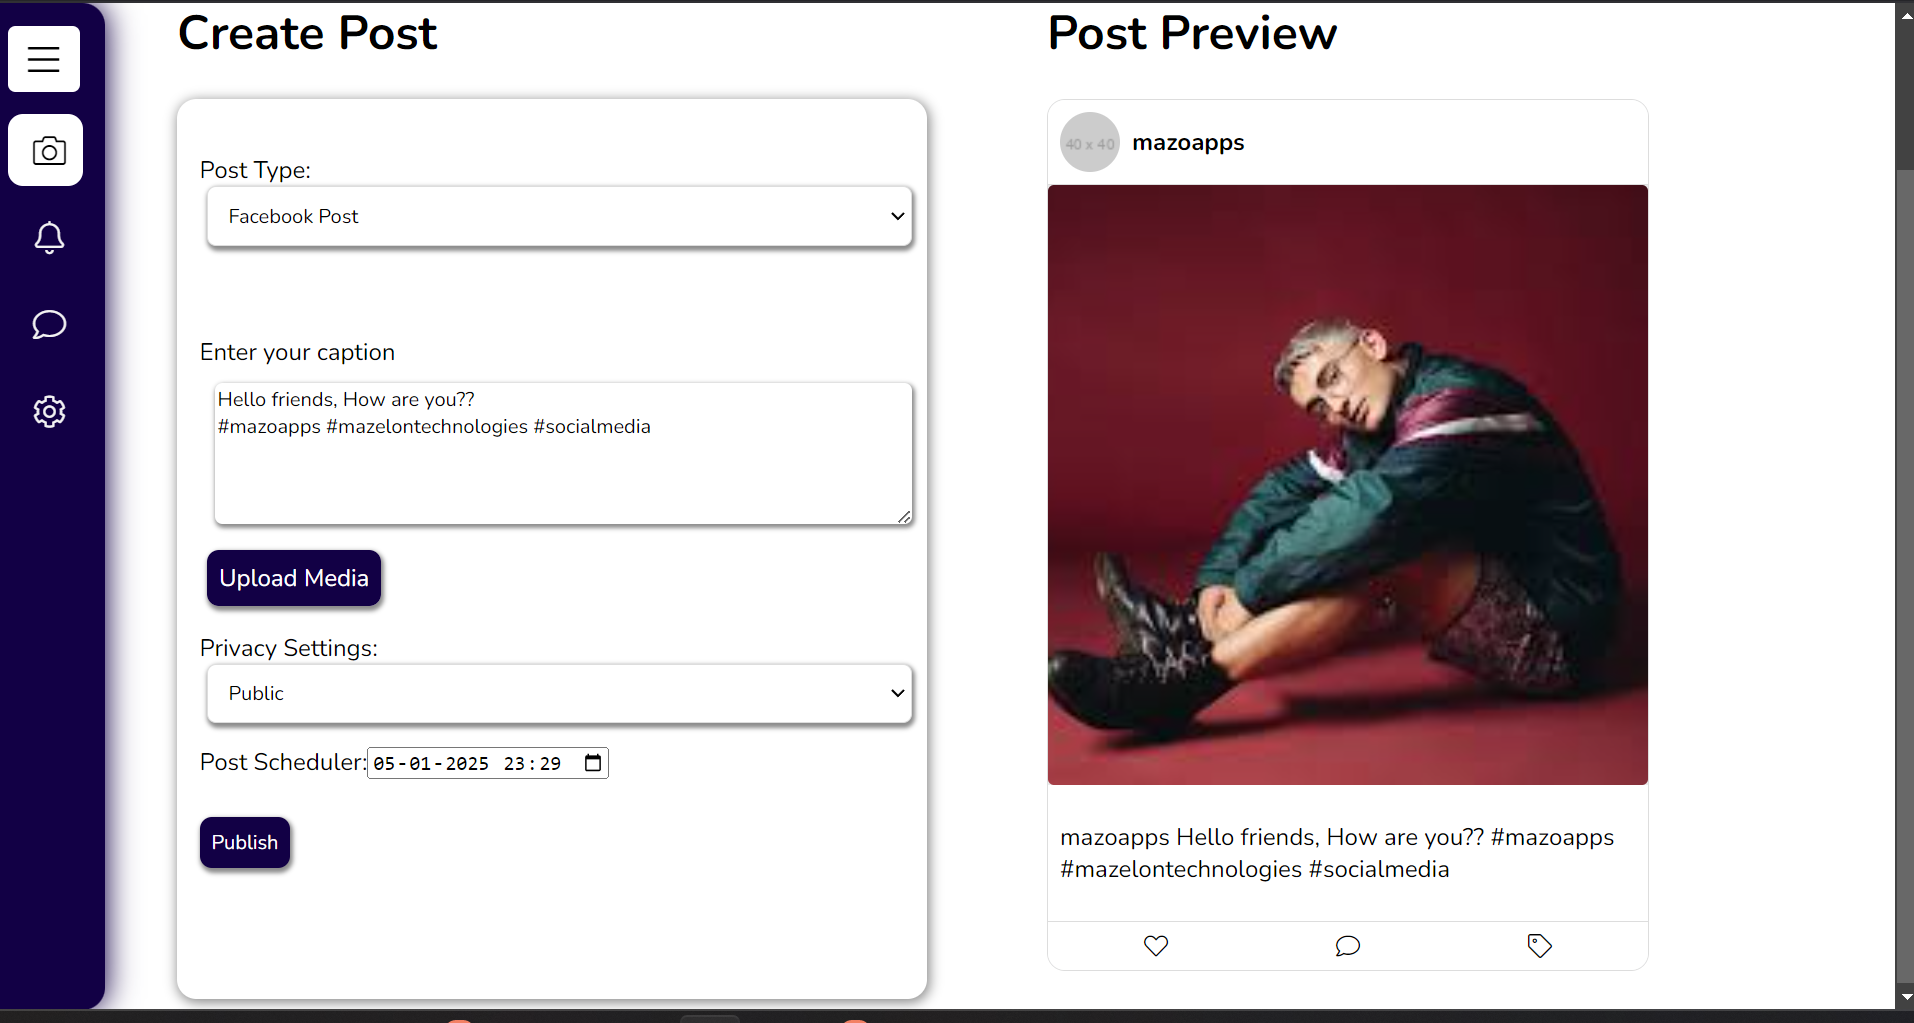 Create Post
Post Type:
Facebook Post
Enter your caption
Hello friends, How are you??
#mazoapps #mazelontechnologies #socialmedia
Upload Media
Privacy Settings:
Public
Post Scheduler: 05-01-2025 23:29
Publish
Post Preview
40 x 40
mazoapps
mazoapps Hello friends, How are you?? #mazoapps
#mazelontechnologies #socialmedia